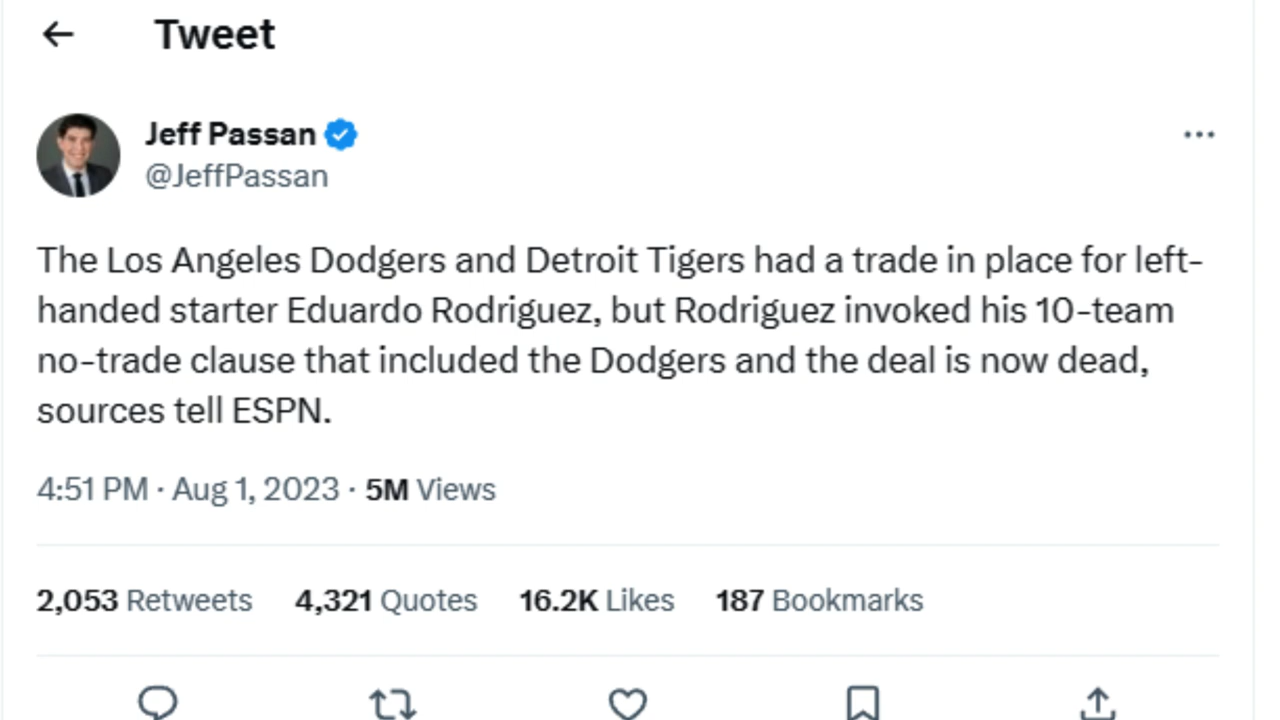 Tweet
Jeff Passan
@JeffPassan
The Los Angeles Dodgers and Detroit Tigers had a trade in place for left-
handed starter Eduardo Rodriguez, but Rodriguez invoked his 10-team
no-trade clause that included the Dodgers and the deal is now dead,
sources tell ESPN.
4:51 PM · Aug 1, 2023 · 5M Views
2,053 Retweets 4,321 Quotes 16.2K Likes 187 Bookmarks